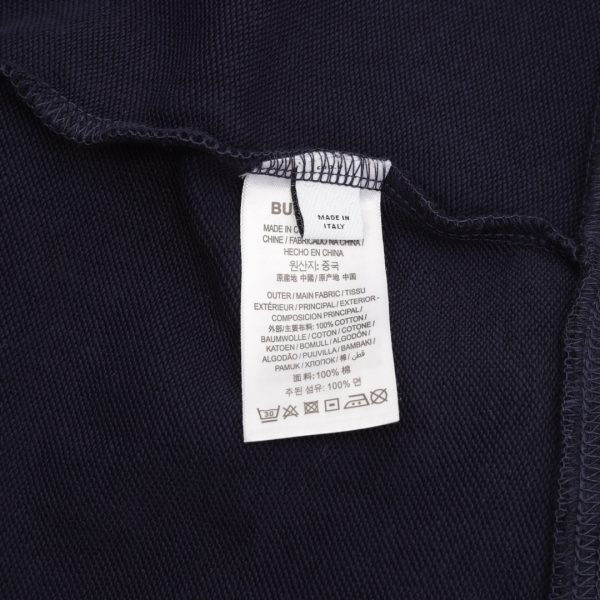 BU
MADE IN
ITALY
MADE IN C
CHINE / FABRICADO NA CHINA /
HECHO EN CHINA
원산지: 중국
原産地 中國 / 原产地 中国
OUTER / MAIN FABRIC / TISSU
EXTÉRIEUR / PRINCIPAL / EXTERIOR -
COMPOSICION PRINCIPAL /
外部/主要布料: 100% COTTON /
BAUMWOLLE / COTON / COTONE /
KATOEN / BOMULL / ALGODÓN /
ALGODÃO / PUUVILLA / BAMBAKI /
PAMUK / ХЛОПОК / 棉 / قطن /
面料: 100% 棉
주된 섬유: 100% 면
30